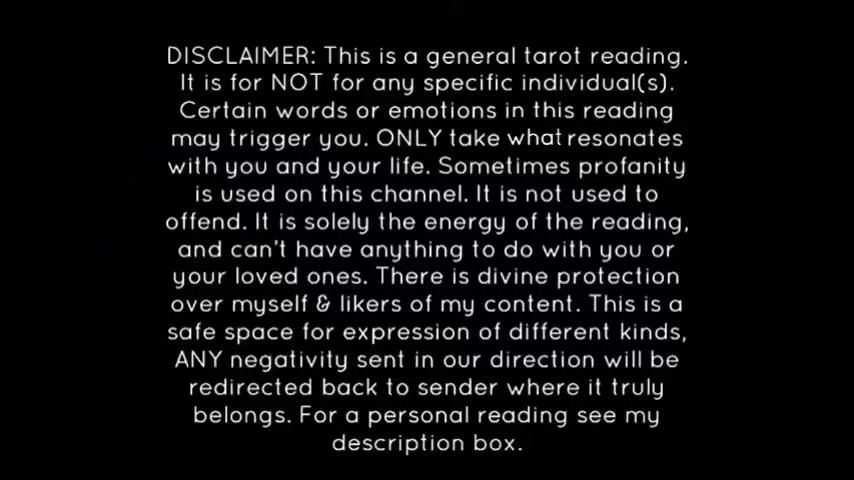 DISCLAIMER: This is a general tarot reading.
It is for NOT for any specific individual(s).
Certain words or emotions in this reading
may trigger you. ONLY take what resonates
with you and your life. Sometimes profanity
is used on this channel. It is not used to
offend. It is solely the energy of the reading,
and can't have anything to do with you or
your loved ones. There is divine protection
over myself & likers of my content. This is a
safe space for expression of different kinds,
ANY negativity sent in our direction will be
redirected back to sender where it truly
belongs. For a personal reading see my
description box.